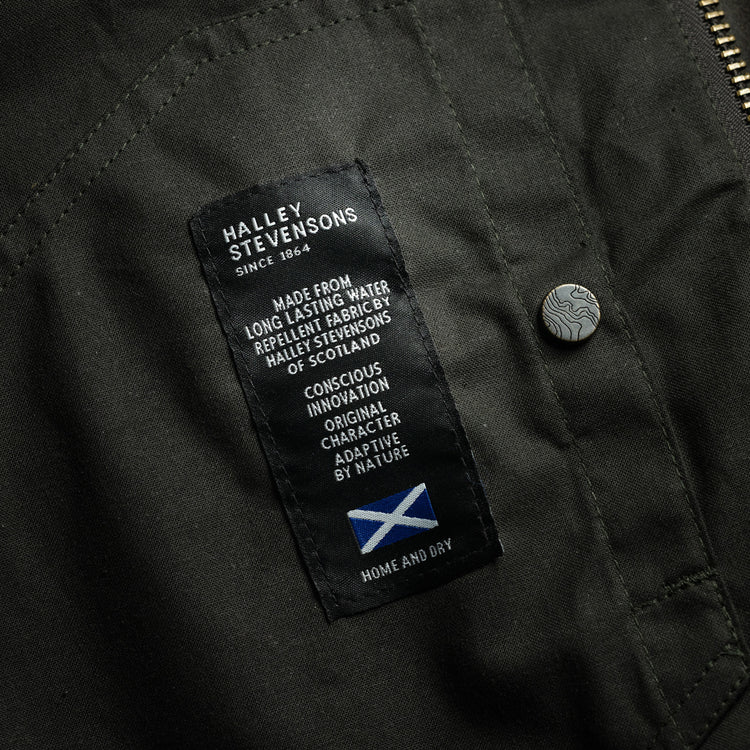 HALLEY
STEVENSONS
SINCE 1864
MADE FROM
LONG LASTING WATER
REPELLENT FABRIC BY
HALLEY STEVENSONS
OF SCOTLAND
CONSCIOUS
INNOVATION
ORIGINAL
CHARACTER
ADAPTIVE
BY NATURE
HOME AND DRY